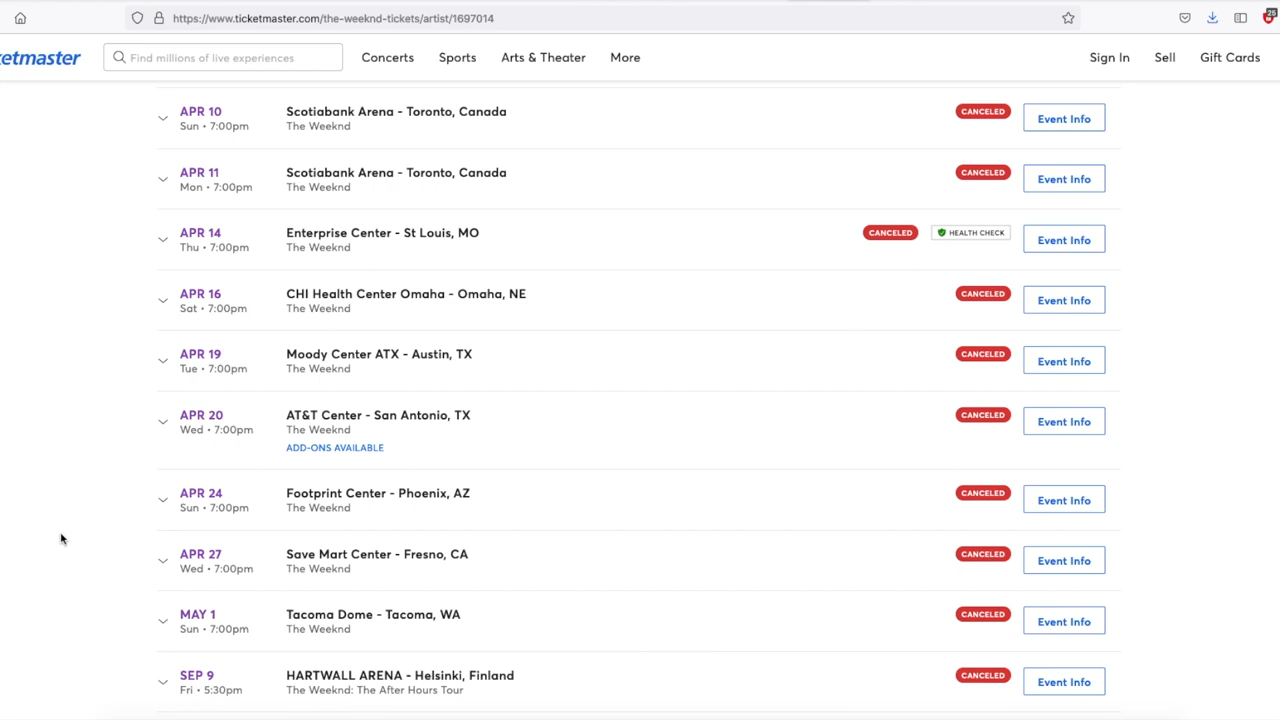 https://www.ticketmaster.com/the-weeknd-tickets/artist/1697014
25
etmaster
Find millions of live experiences
Concerts
Sports
Arts & Theater
More
Sign In
Sell
Gift Cards
APR 10
Sun • 7:00pm
Scotiabank Arena - Toronto, Canada
The Weeknd
CANCELED
Event Info
APR 11
Mon • 7:00pm
Scotiabank Arena - Toronto, Canada
The Weeknd
CANCELED
Event Info
APR 14
Thu • 7:00pm
Enterprise Center - St Louis, MO
The Weeknd
CANCELED
HEALTH CHECK
Event Info
APR 16
Sat • 7:00pm
CHI Health Center Omaha - Omaha, NE
The Weeknd
CANCELED
Event Info
APR 19
Tue • 7:00pm
Moody Center ATX - Austin, TX
The Weeknd
CANCELED
Event Info
APR 20
Wed • 7:00pm
AT&T Center - San Antonio, TX
The Weeknd
ADD-ONS AVAILABLE
CANCELED
Event Info
APR 24
Sun • 7:00pm
Footprint Center - Phoenix, AZ
The Weeknd
CANCELED
Event Info
APR 27
Wed • 7:00pm
Save Mart Center - Fresno, CA
The Weeknd
CANCELED
Event Info
MAY 1
Sun • 7:00pm
Tacoma Dome - Tacoma, WA
The Weeknd
CANCELED
Event Info
SEP 9
Fri • 5:30pm
HARTWALL ARENA - Helsinki, Finland
The Weeknd: The After Hours Tour
CANCELED
Event Info